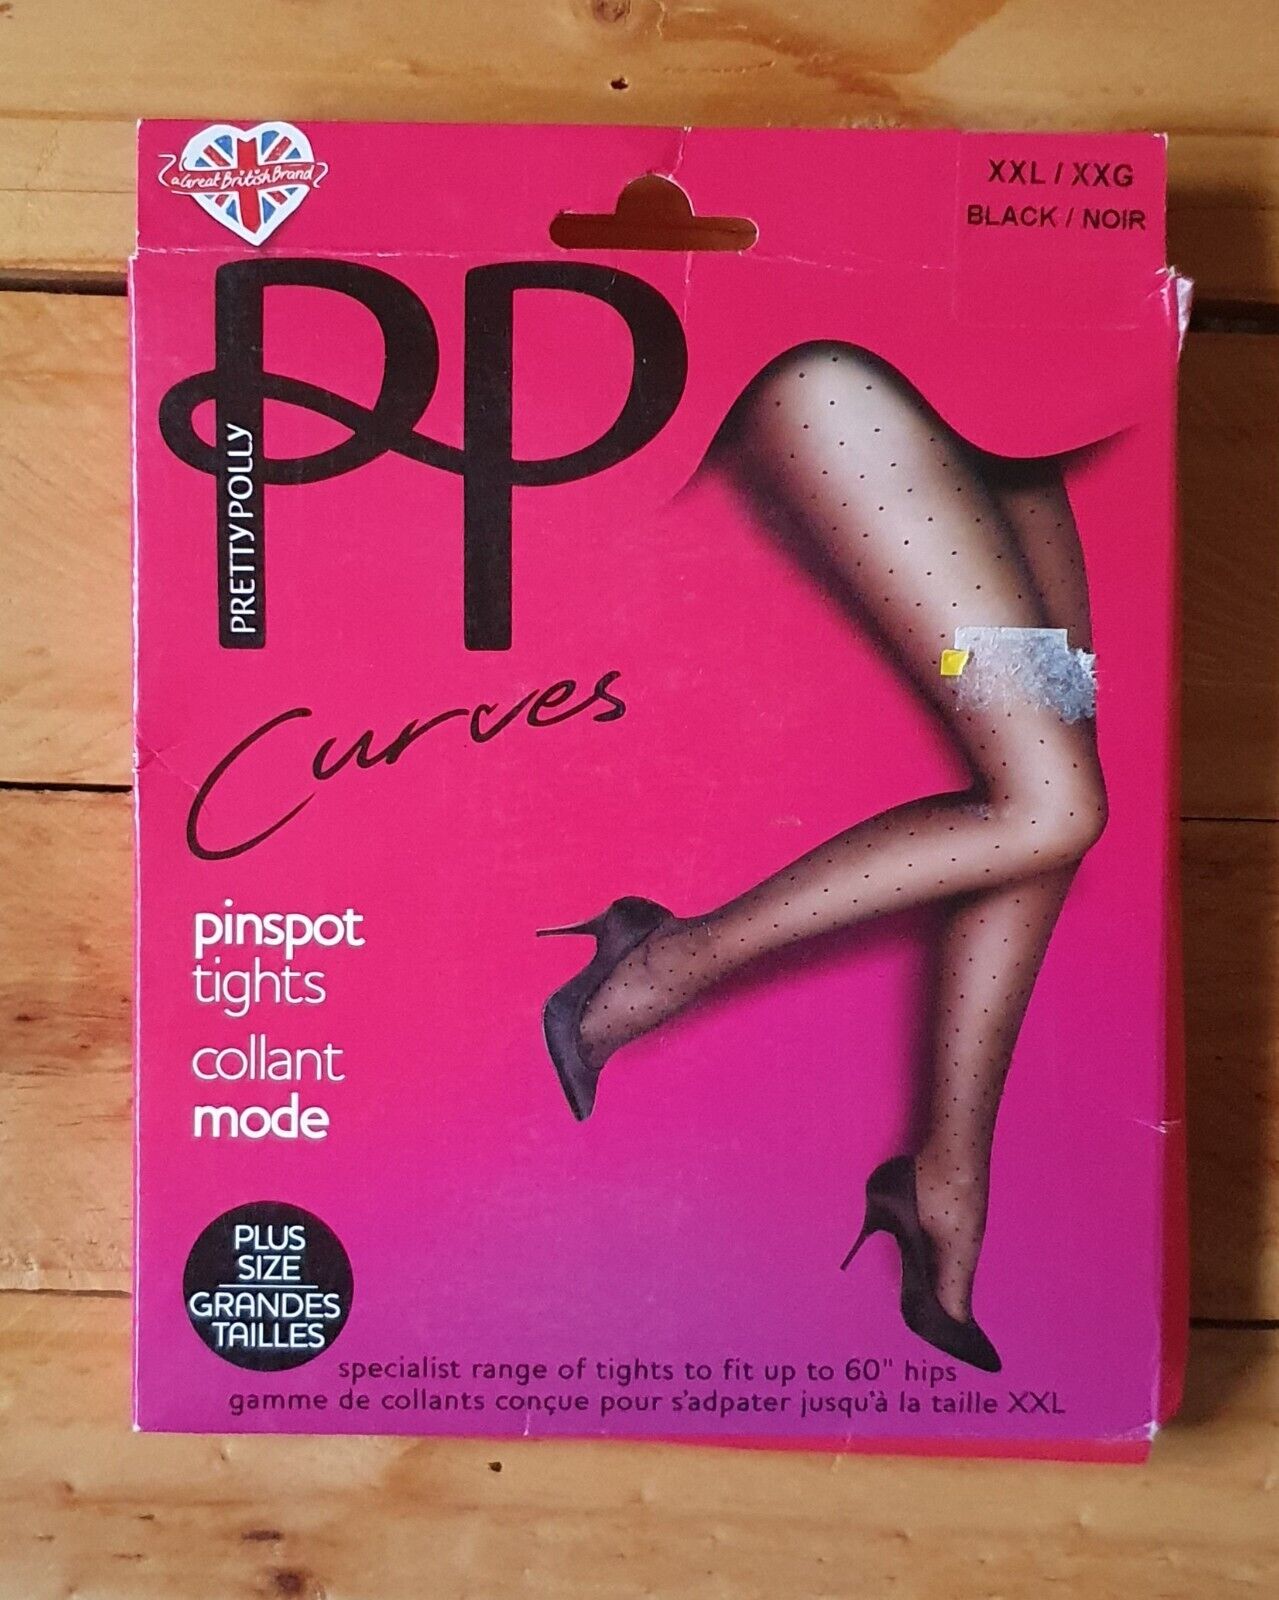 a Great British Brand
XXL / XXG
BLACK / NOIR
PP
PRETTY POLLY
Curves
pinspot
tights
collant
mode
PLUS
SIZE
GRANDES
TAILLES
specialist range of tights to fit up to 60" hips
gamme de collants conçue pour s'adpater jusqu'à la taille XXL